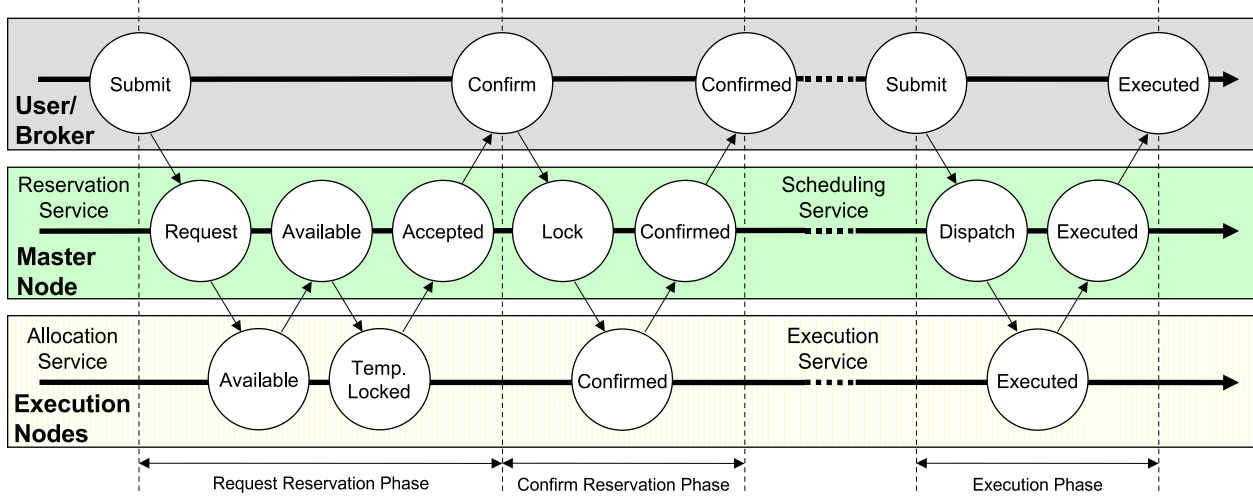 Submit
Confirm
Confirmed
Submit
Executed
User/
Broker
Reservation
Service
Scheduling
Service
Request
Available
Accepted
Lock
Confirmed
Dispatch
Executed
Master
Node
Allocation
Service
Execution
Service
Available
Temp.
Locked
Confirmed
Executed
Execution
Nodes
Request Reservation Phase
Confirm Reservation Phase
Execution Phase